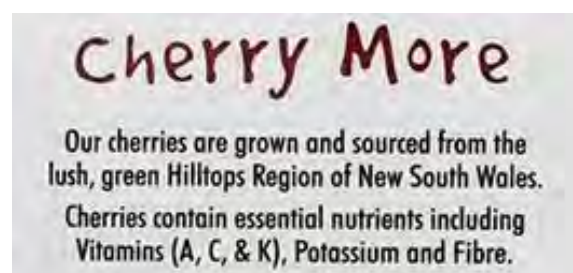 Cherry More
Our cherries are grown and sourced from the
lush, green Hilltops Region of New South Wales.
Cherries contain essential nutrients including
Vitamins (A, C, & K), Potassium and Fibre.